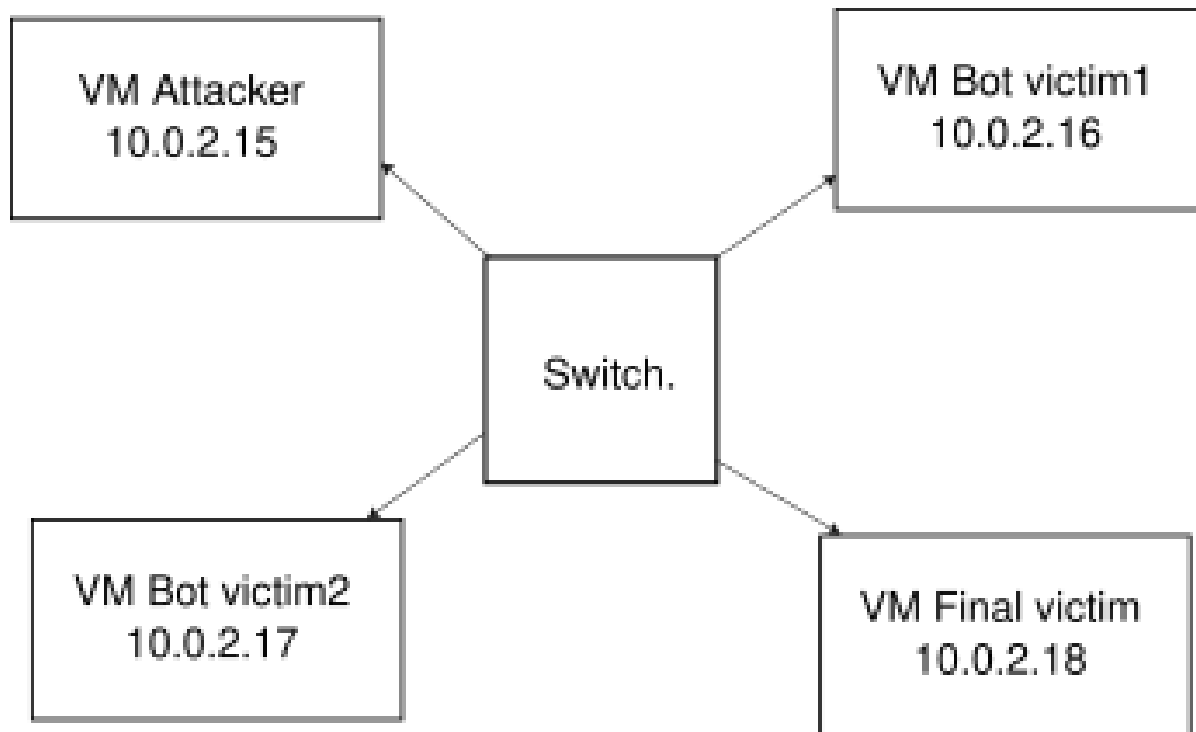 VM Attacker
10.0.2.15
VM Bot victim1
10.0.2.16
Switch.
VM Bot victim2
10.0.2.17
VM Final victim
10.0.2.18